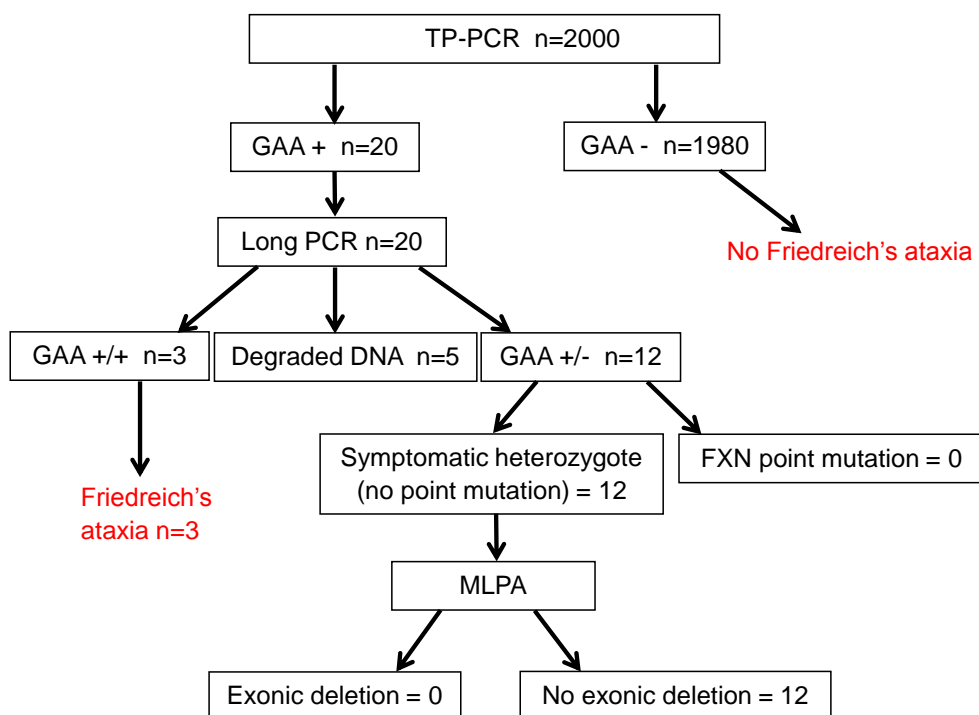 TP-PCR n=2000
GAA + n=20
GAA - n=1980
Long PCR n=20
No Friedreich's ataxia
GAA +/+ n=3
Degraded DNA n=5
GAA +/- n=12
Symptomatic heterozygote
(no point mutation) = 12
FXN point mutation = 0
Friedreich's
ataxia n=3
MLPA
Exonic deletion = 0
No exonic deletion = 12